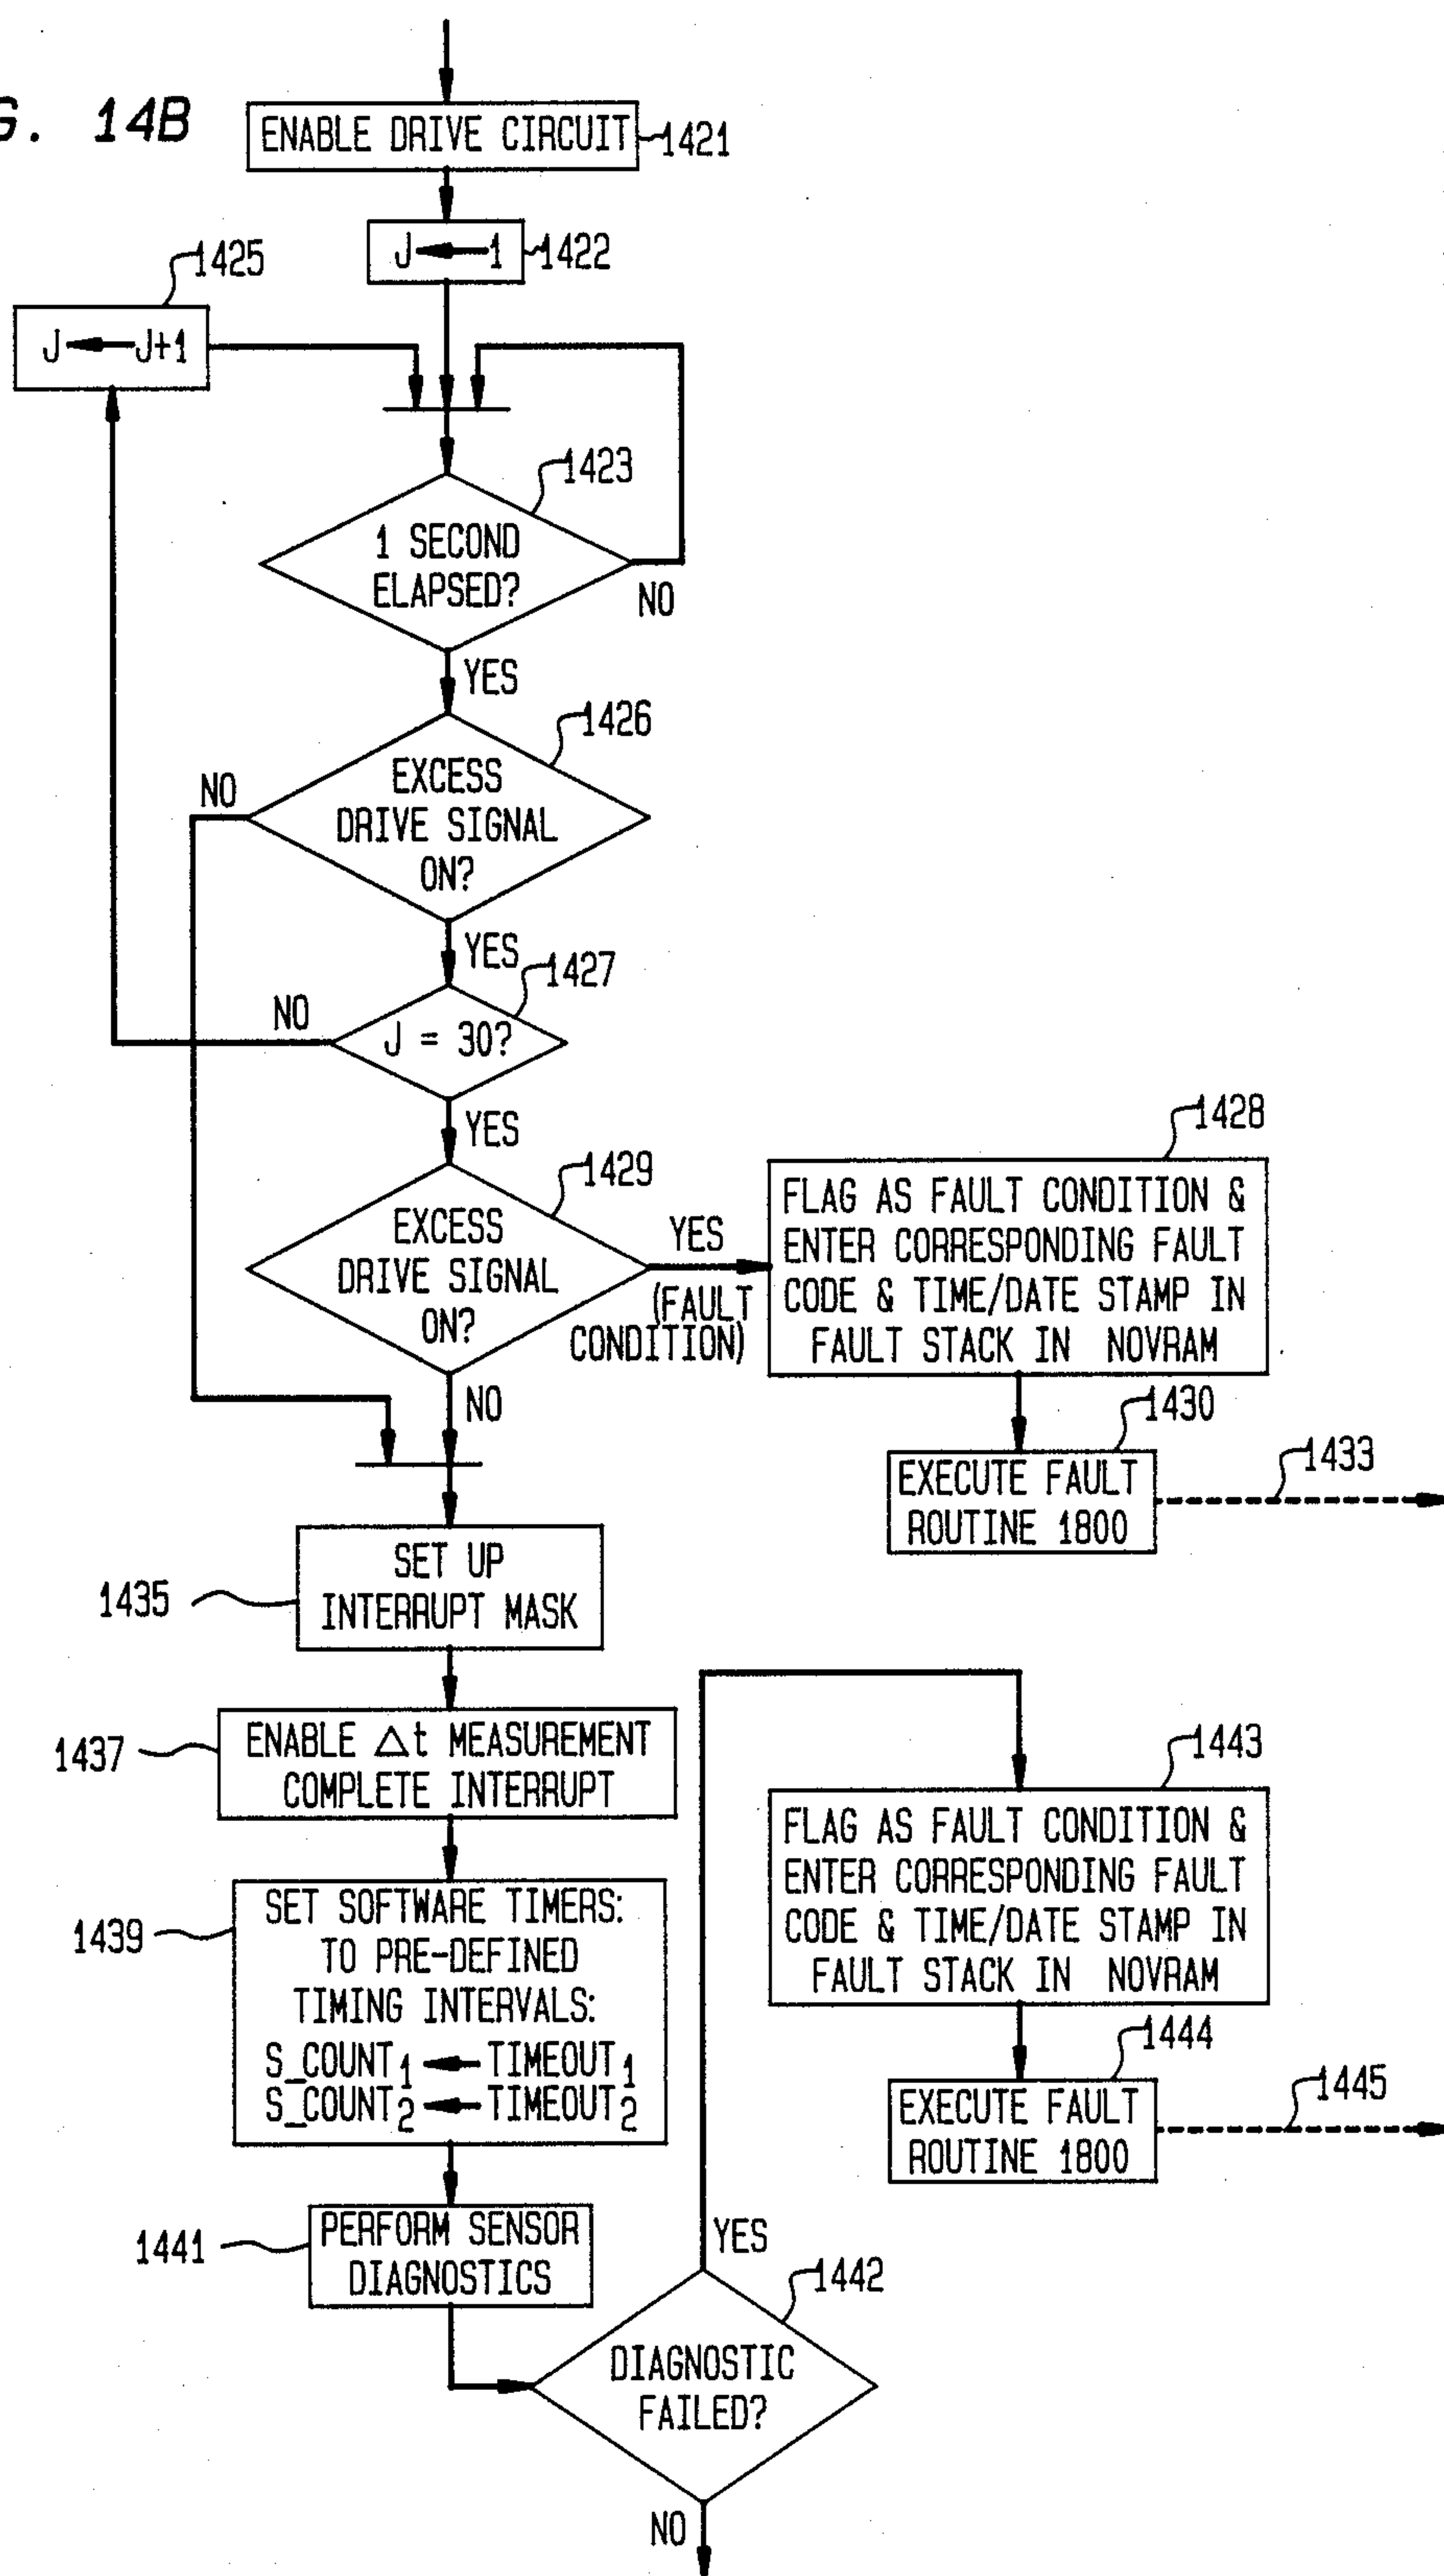 G. 14B
ENABLE DRIVE CIRCUIT
1421
J ← 1
1422
1425
J ← J+1
1423
1 SECOND
ELAPSED?
NO
YES
1426
EXCESS
DRIVE SIGNAL
ON?
NO
YES
1427
J = 30?
NO
YES
1429
EXCESS
DRIVE SIGNAL
ON?
YES
(FAULT
CONDITION)
NO
1428
FLAG AS FAULT CONDITION &
ENTER CORRESPONDING FAULT
CODE & TIME/DATE STAMP IN
FAULT STACK IN NOVRAM
1430
EXECUTE FAULT
ROUTINE 1800
1433
1435
SET UP
INTERRUPT MASK
1437
ENABLE Δt MEASUREMENT
COMPLETE INTERRUPT
1439
SET SOFTWARE TIMERS:
TO PRE-DEFINED
TIMING INTERVALS:
S_COUNT₁ ← TIMEOUT₁
S_COUNT₂ ← TIMEOUT₂
1441
PERFORM SENSOR
DIAGNOSTICS
1442
DIAGNOSTIC
FAILED?
YES
NO
1443
FLAG AS FAULT CONDITION &
ENTER CORRESPONDING FAULT
CODE & TIME/DATE STAMP IN
FAULT STACK IN NOVRAM
1444
EXECUTE FAULT
ROUTINE 1800
1445